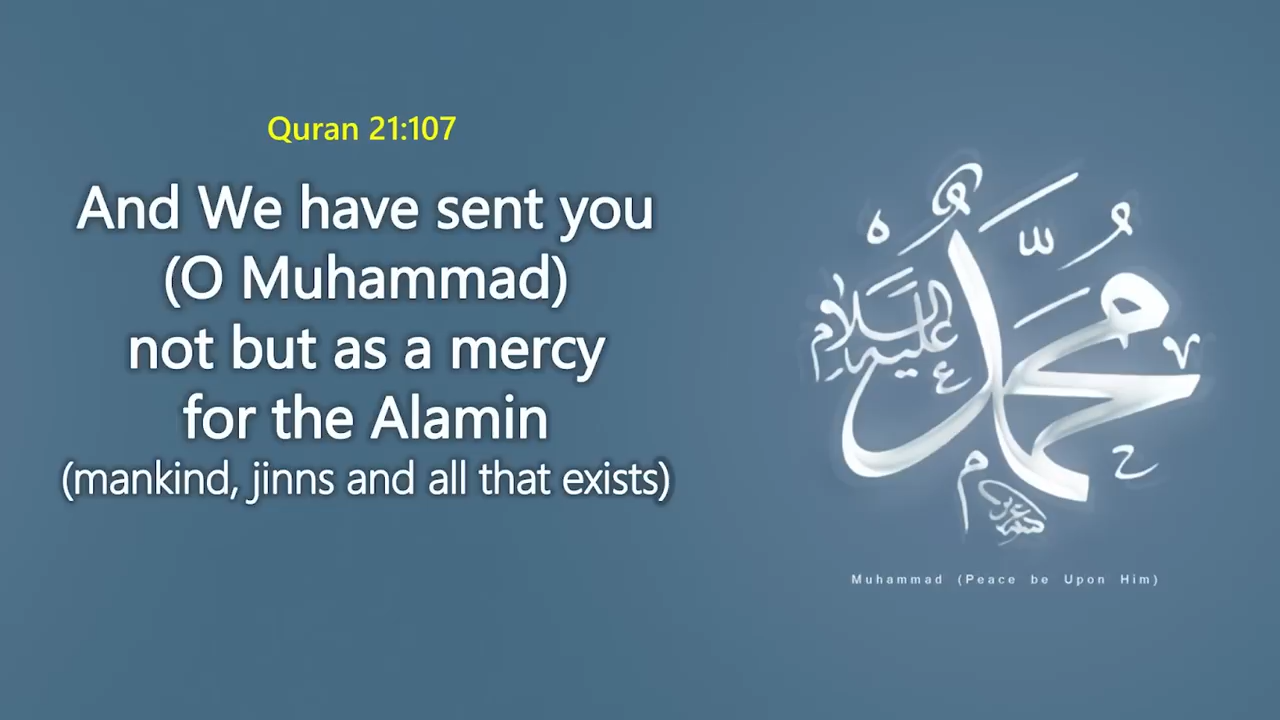 Quran 21:107
And We have sent you
(O Muhammad)
not but as a mercy
for the Alamin
(mankind, jinns and all that exists)
محمد
عليه السلام
Muhammad (Peace be Upon Him)